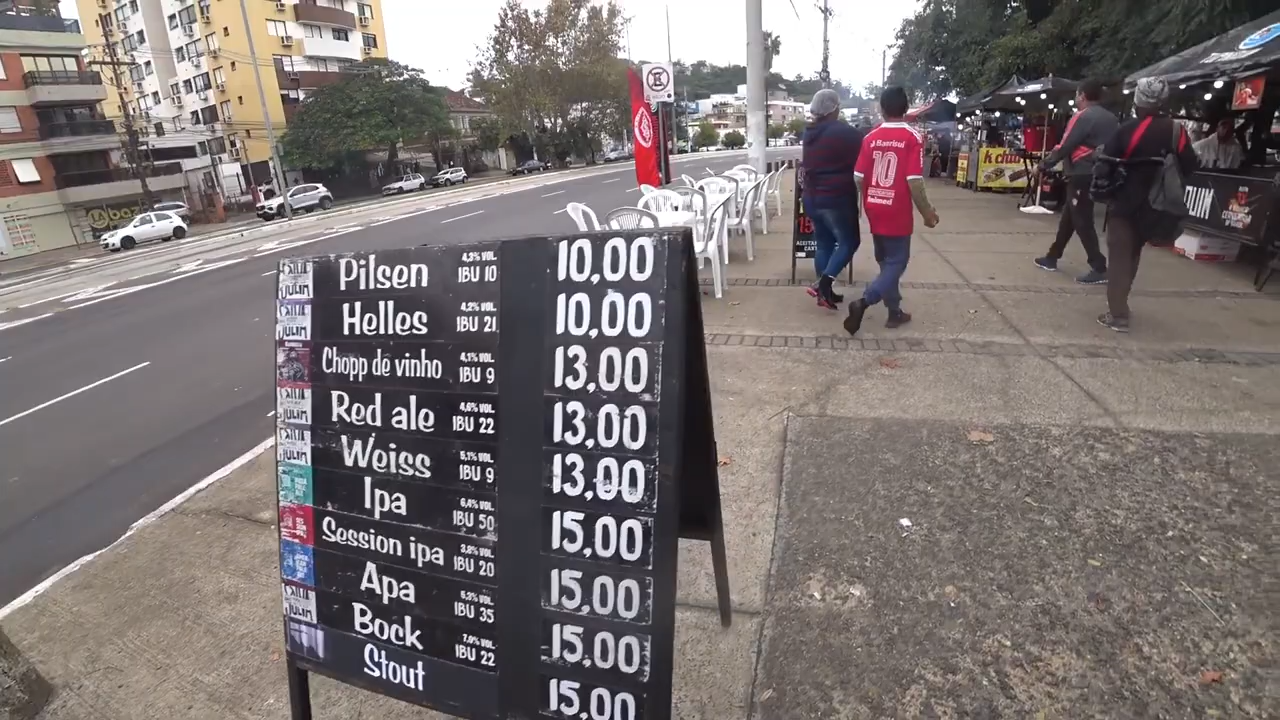 Pilsen 4,3% VOL. IBU 10 10,00
Helles 4,2% VOL. IBU 21 10,00
Chopp de vinho 4,1% VOL. IBU 9 13,00
Red ale 4,6% VOL. IBU 22 13,00
Weiss 5,1% VOL. IBU 9 13,00
Ipa 6,4% VOL. IBU 50 15,00
Session ipa 3,8% VOL. IBU 20 15,00
Apa 5,3% VOL. IBU 35 15,00
Bock 7,0% VOL. IBU 22 15,00
Stout
Banrisul
10
Unimed